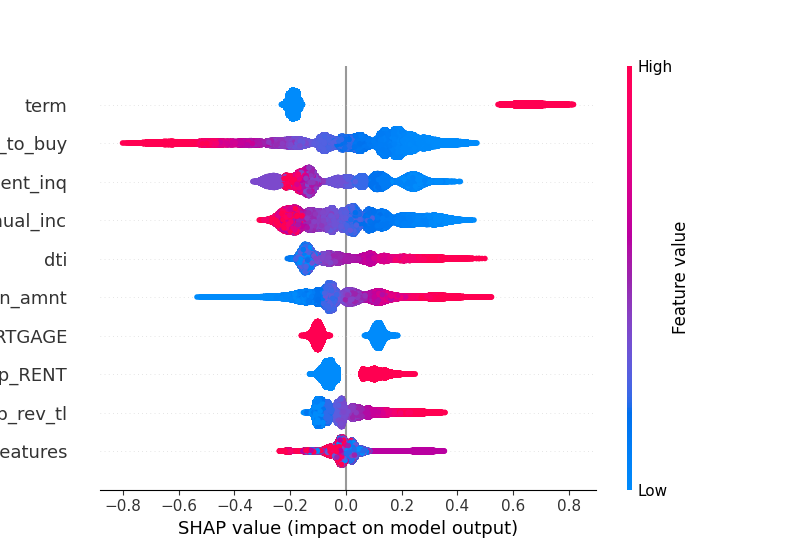 High
term
_to_buy
ent_inq
ual_inc
dti
n_amnt
RTGAGE
p_RENT
_rev_tl
eatures
Low
Feature value
−0.8 −0.6 −0.4 −0.2 0.0 0.2 0.4 0.6 0.8
SHAP value (impact on model output)